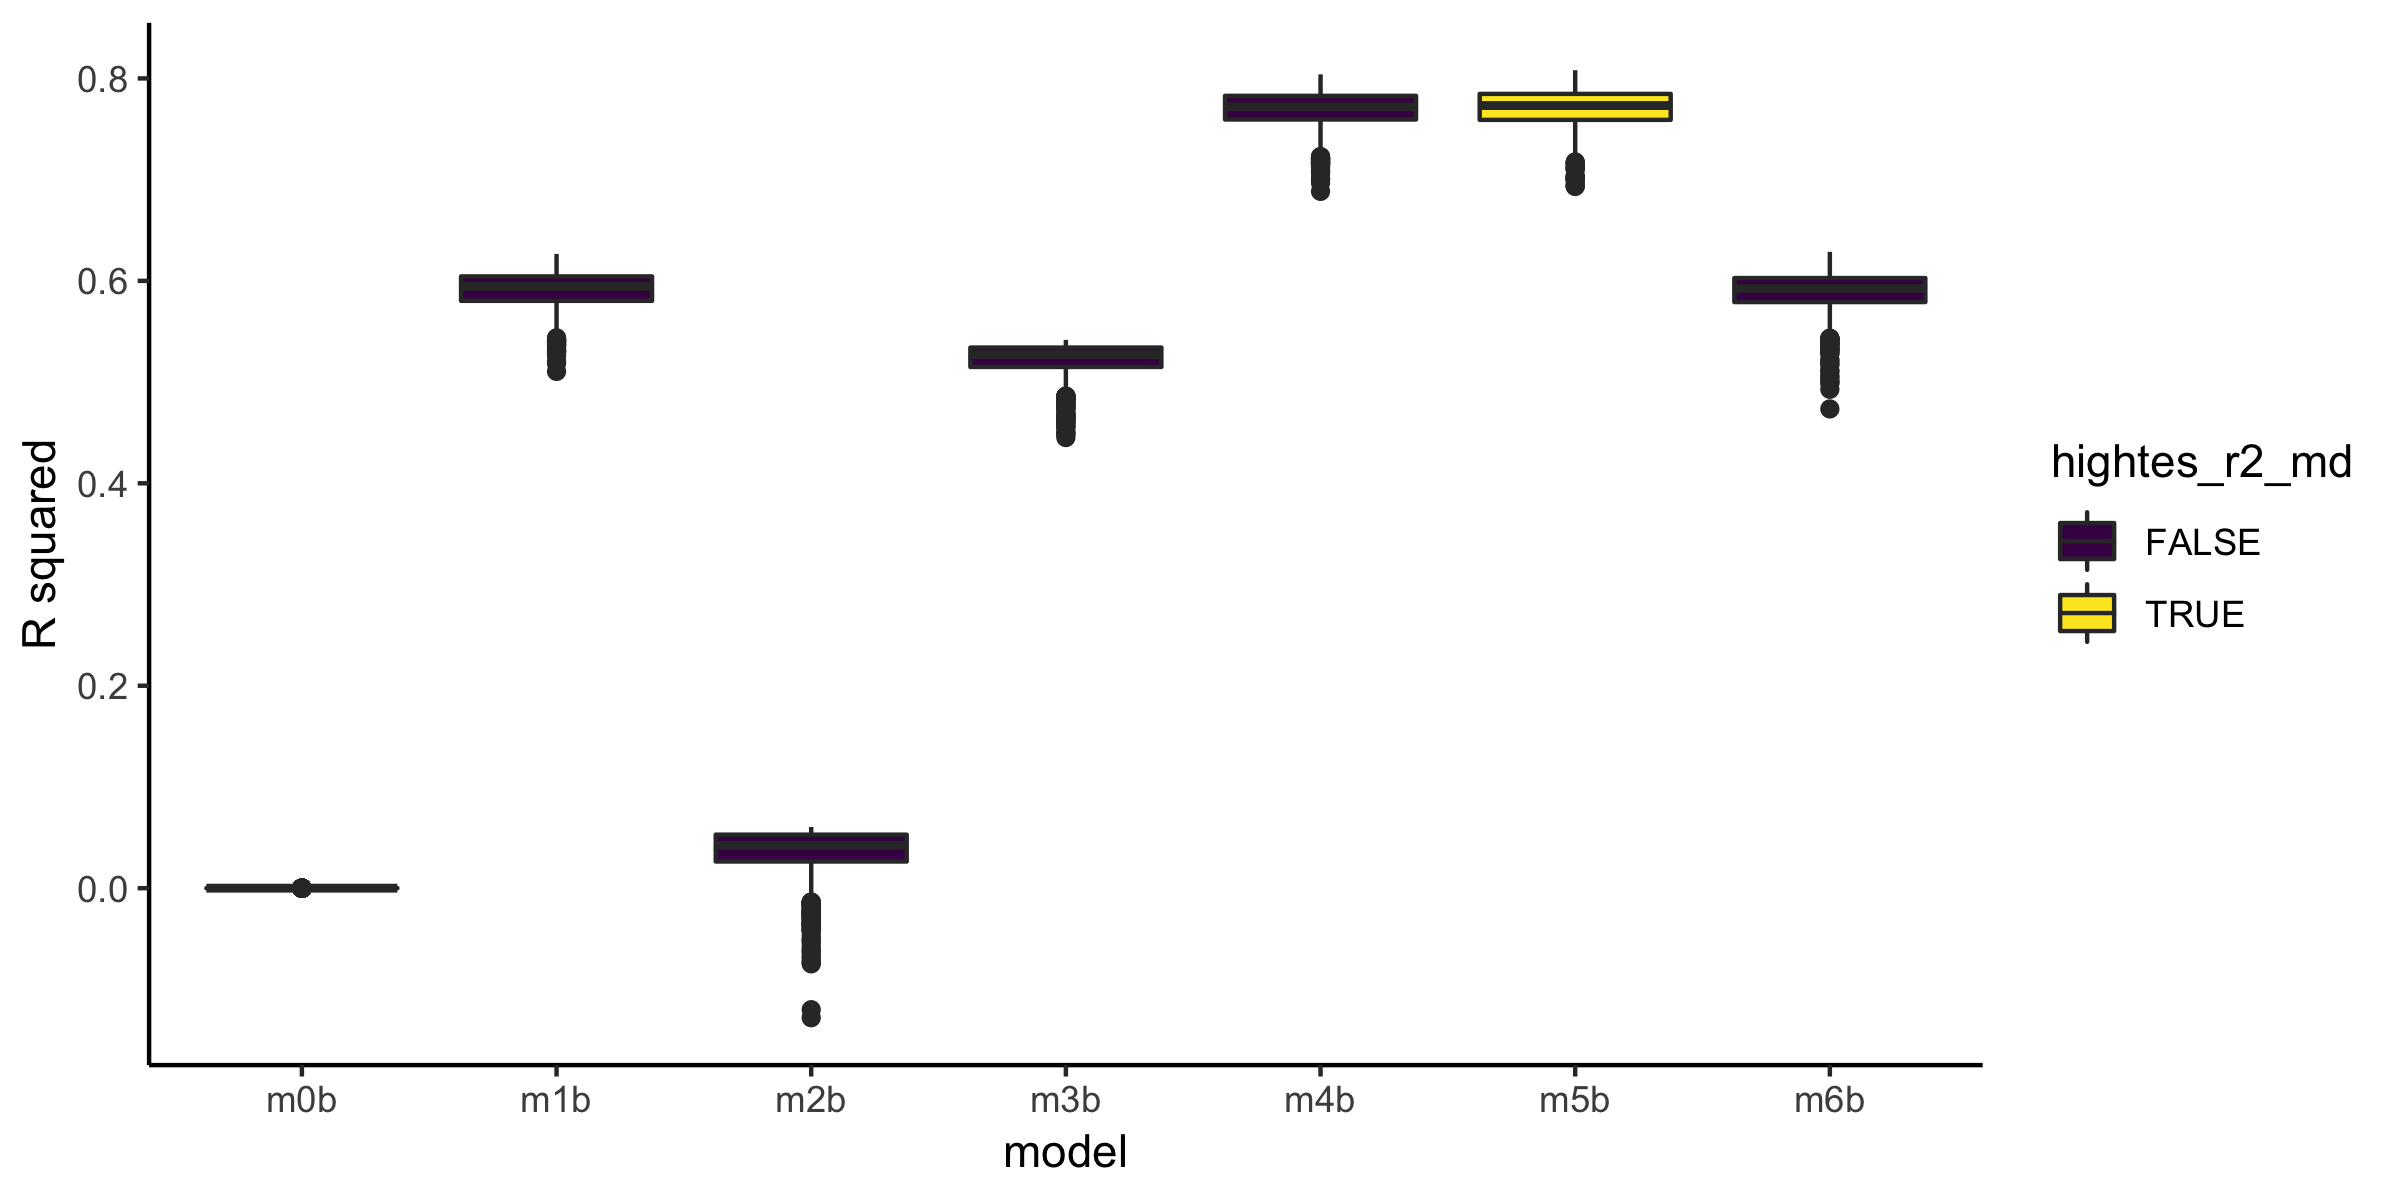 0.8
0.6
0.4
0.2
0.0
R squared
m0b m1b m2b m3b m4b m5b m6b
model
hightes_r2_md
FALSE
TRUE